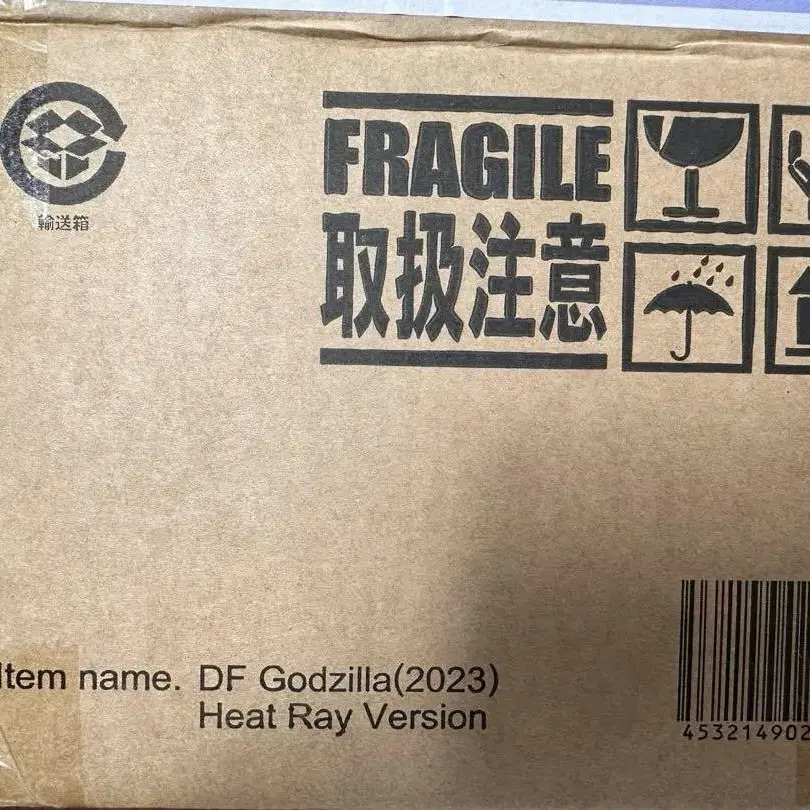 輸送箱
FRAGILE
取扱注意
Item name. DF Godzilla(2023)
Heat Ray Version
453214902